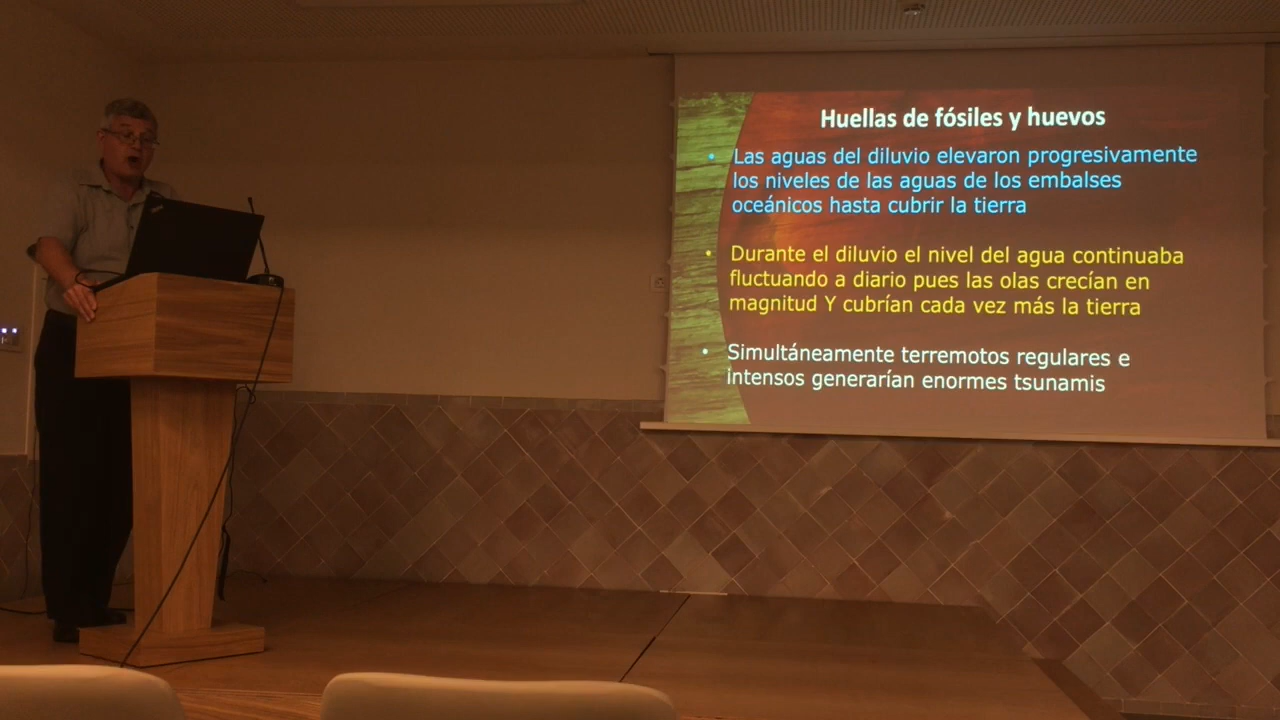 Huellas de fósiles y huevos
• Las aguas del diluvio elevaron progresivamente
los niveles de las aguas de los embalses
oceánicos hasta cubrir la tierra
• Durante el diluvio el nivel del agua continuaba
fluctuando a diario pues las olas crecían en
magnitud Y cubrían cada vez más la tierra
• Simultáneamente terremotos regulares e
intensos generarían enormes tsunamis